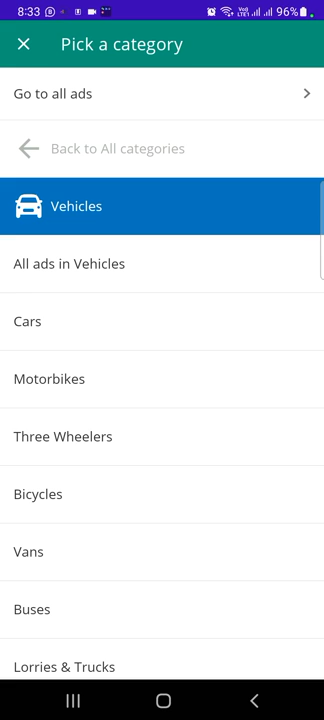 8:33 96%
Pick a category
Go to all ads
Back to All categories
Vehicles
All ads in Vehicles
Cars
Motorbikes
Three Wheelers
Bicycles
Vans
Buses
Lorries & Trucks